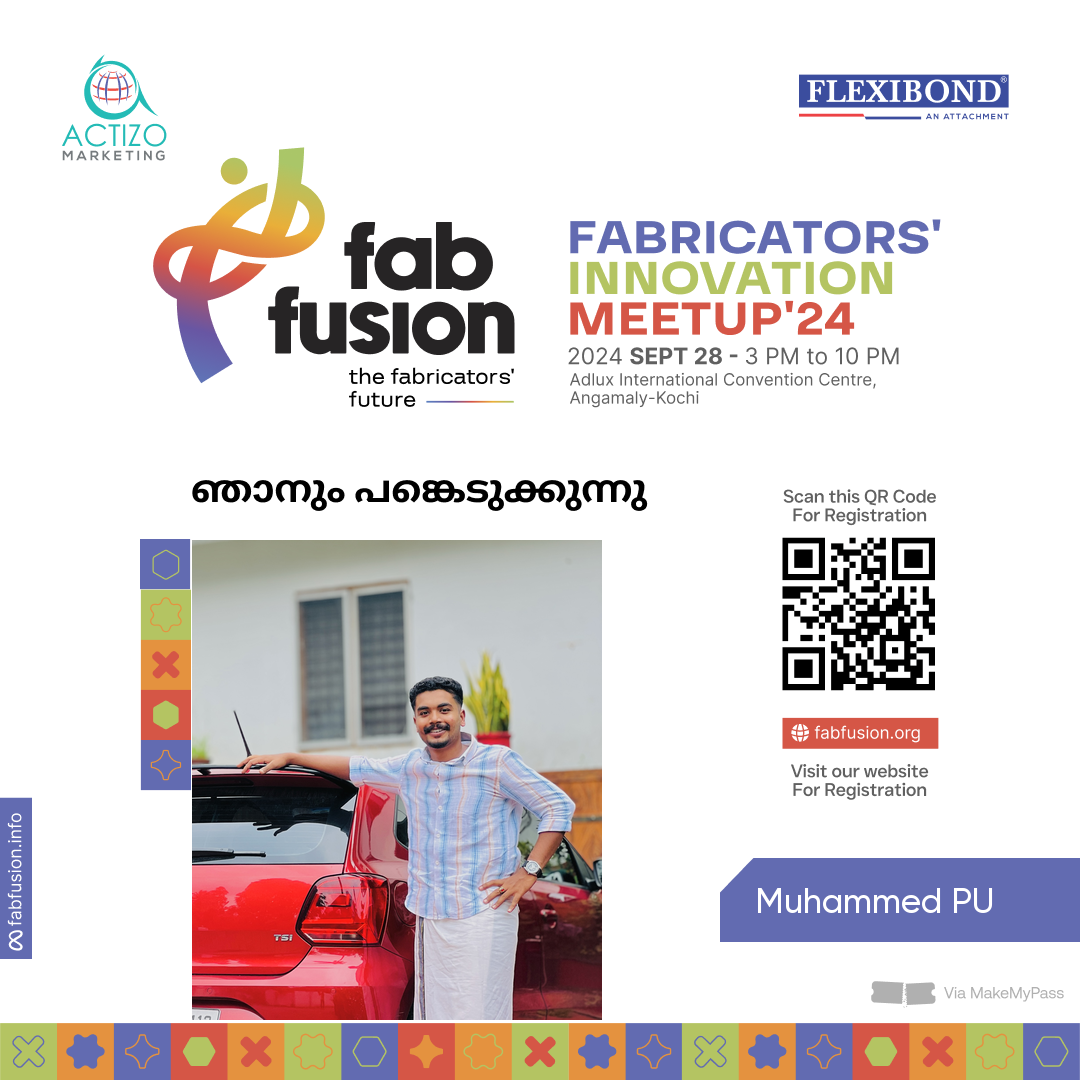 ACTIZO
MARKETING
FLEXIBOND®
AN ATTACHMENT
fab
fusion
the fabricators'
future
FABRICATORS'
INNOVATION
MEETUP'24
2024 SEPT 28 - 3 PM to 10 PM
Adlux International Convention Centre,
Angamaly-Kochi
ഞാനും പങ്കെടുക്കുന്നു
Scan this QR Code
For Registration
fabfusion.org
Visit our website
For Registration
TSI
fabfusion.info
Muhammed PU
Via MakeMyPass